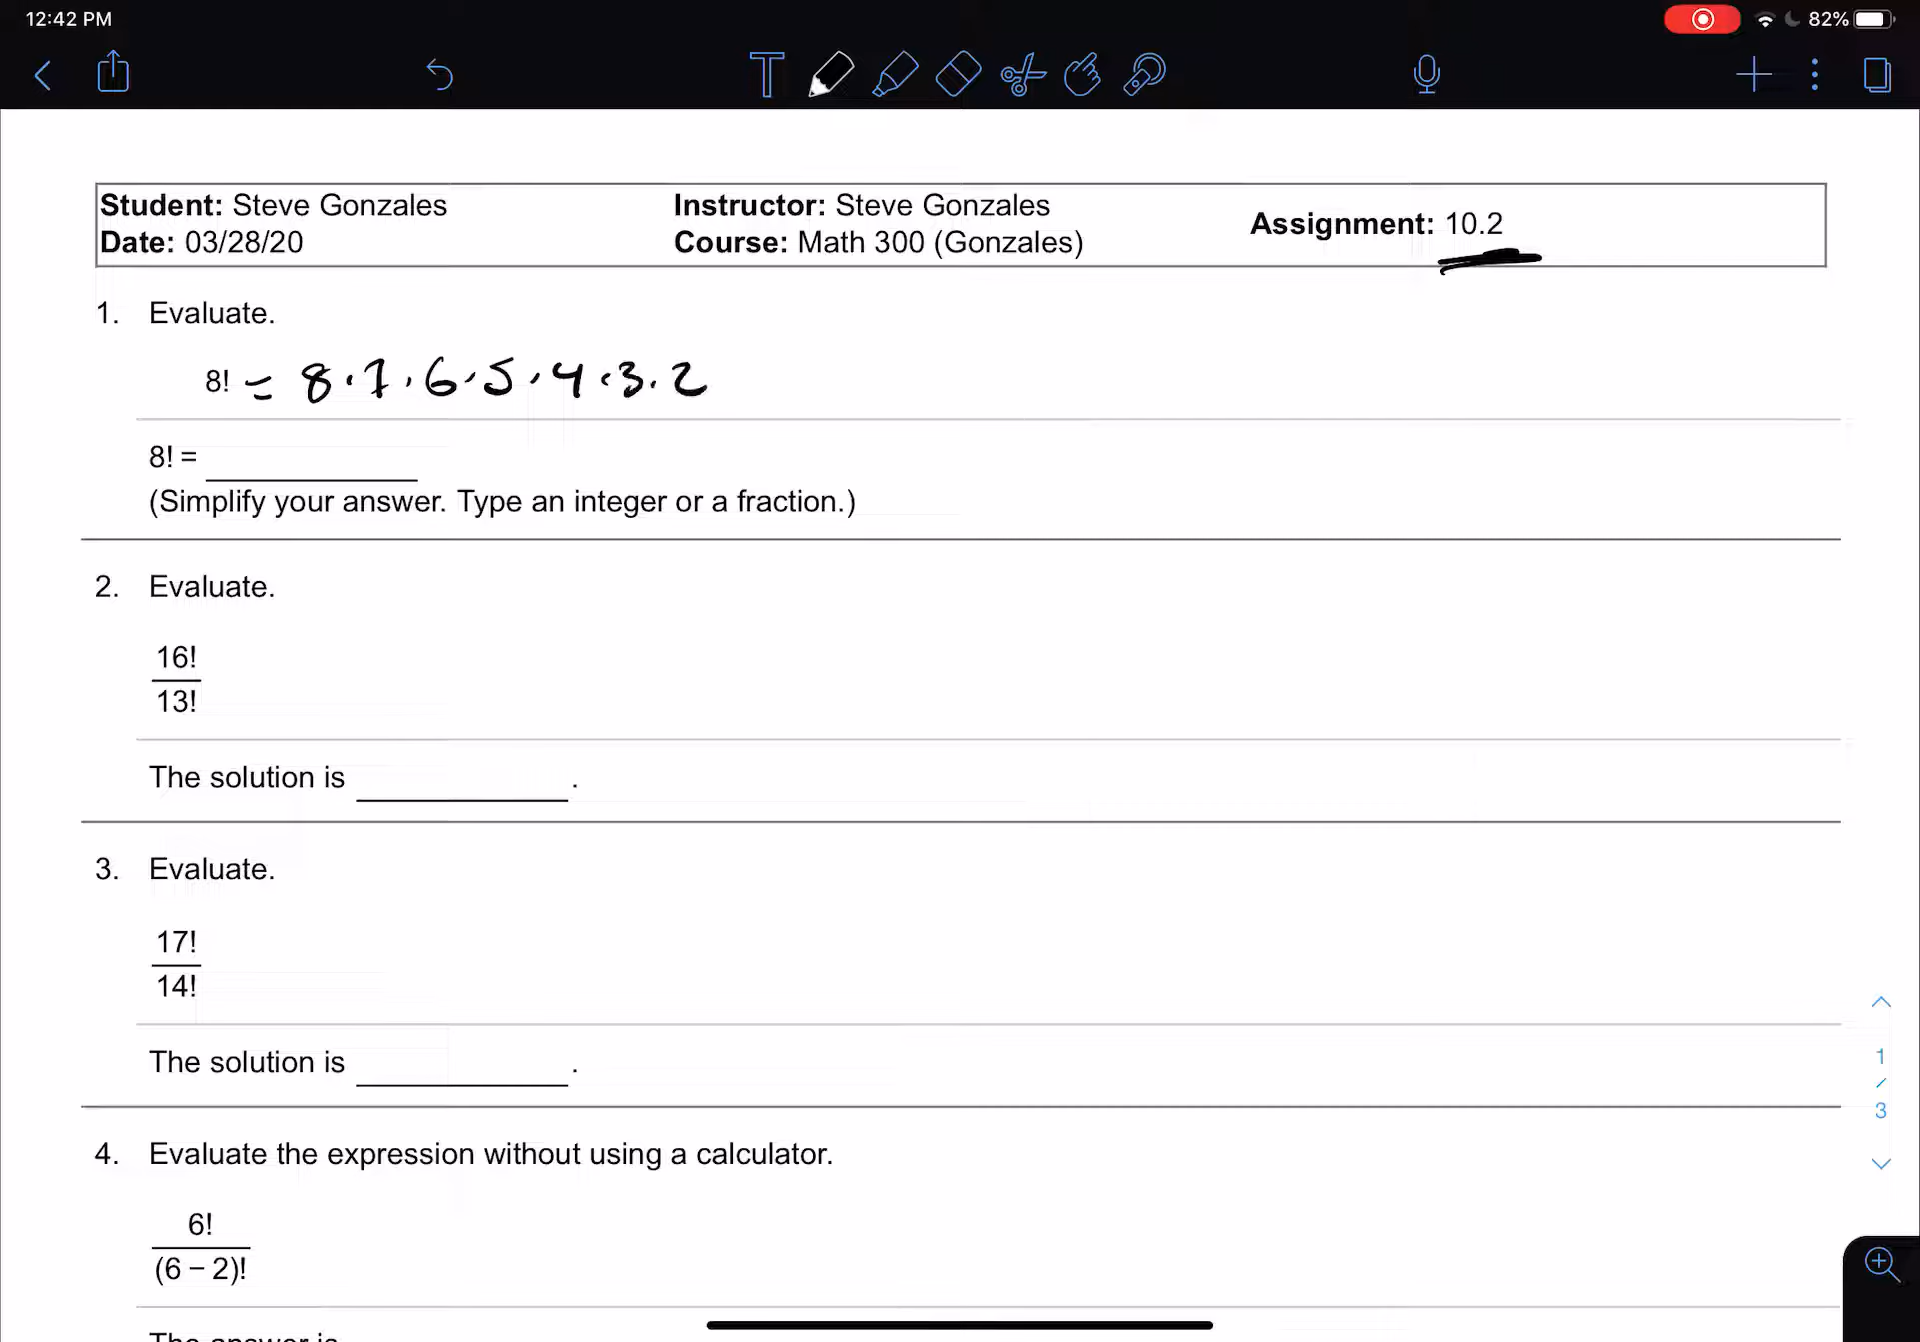 12:42 PM
82%
Student: Steve Gonzales
Date: 03/28/20
Instructor: Steve Gonzales
Course: Math 300 (Gonzales)
Assignment: 10.2
1. Evaluate.
8! = 8·7·6·5·4·3·2
8! =
(Simplify your answer. Type an integer or a fraction.)
2. Evaluate.
16!
13!
The solution is .
3. Evaluate.
17!
14!
The solution is .
4. Evaluate the expression without using a calculator.
6!
(6 − 2)!
The answer is
1
/
3